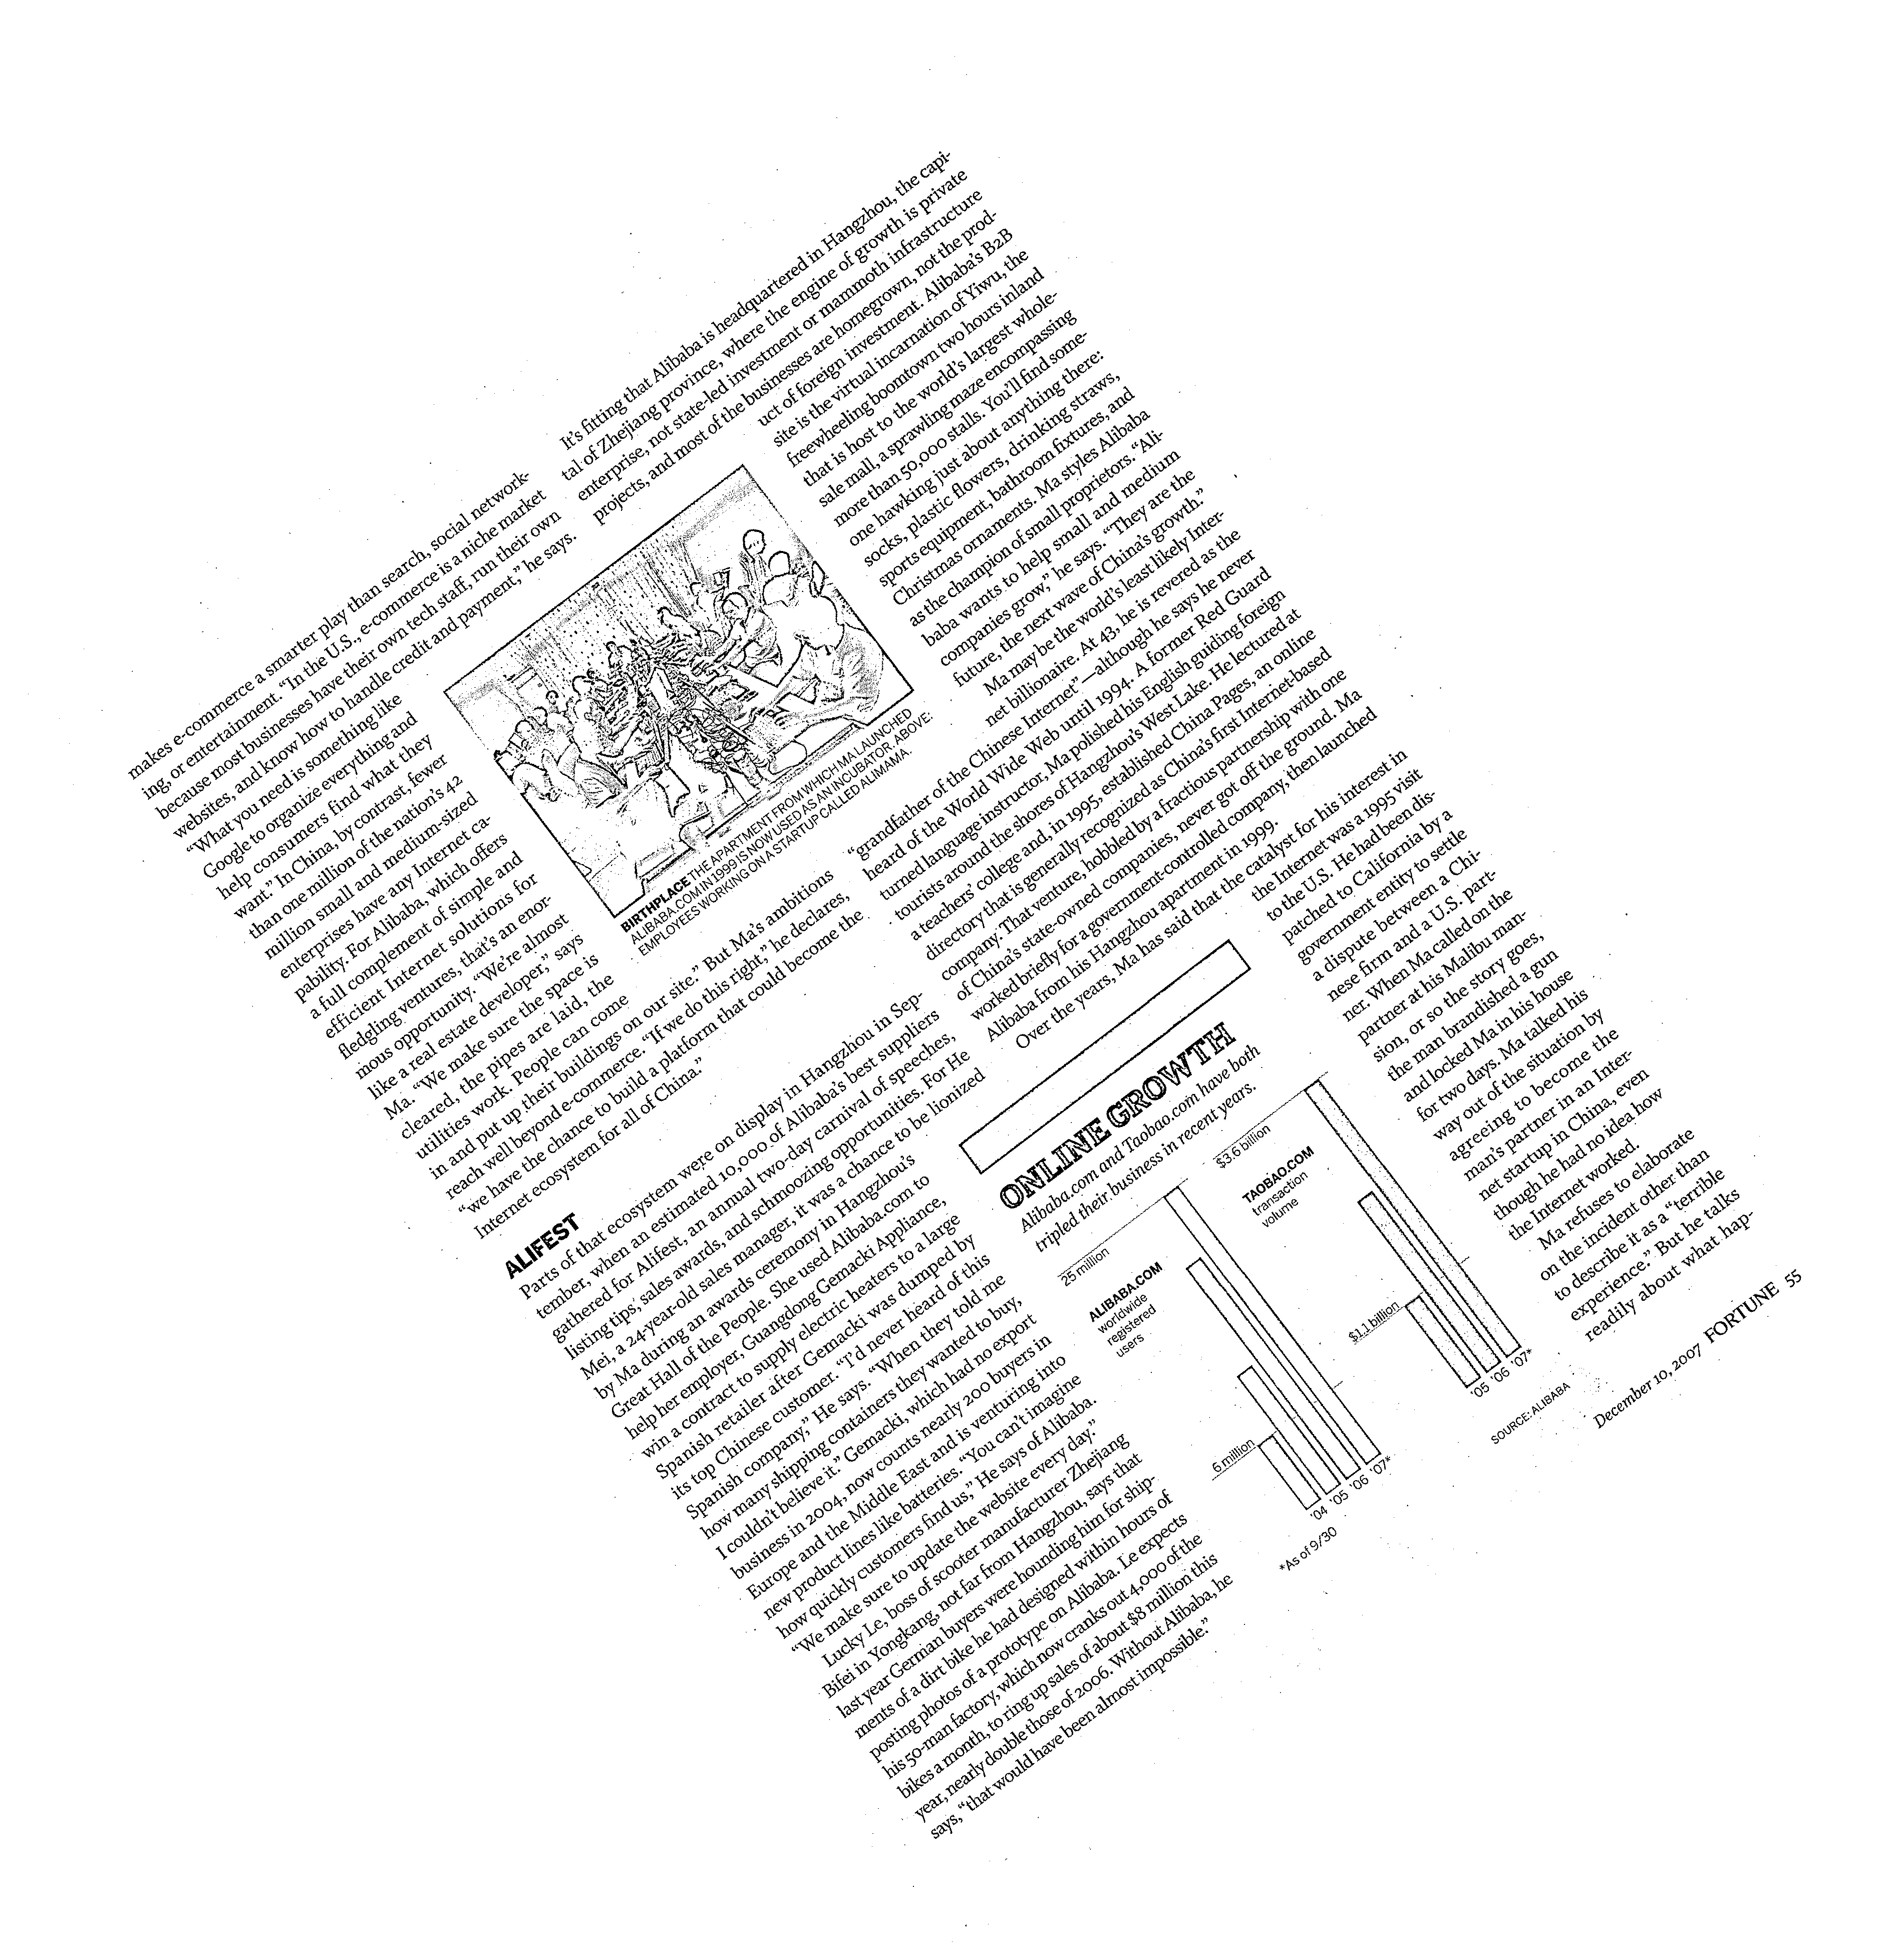 makes e-commerce a smarter play than search, social network-
ing, or entertainment. “In the U.S., e-commerce is a niche market
because most businesses have their own tech staff, run their own
websites, and know how to handle credit and payment,” he says.
“What you need is something like
Google to organize everything and
help consumers find what they
want.” In China, by contrast, fewer
than one million of the nation’s 42
million small and medium-sized
enterprises have any Internet ca-
pability. For Alibaba, which offers
a full complement of simple and
efficient Internet solutions for
fledgling ventures, that’s an enor-
mous opportunity. “We’re almost
like a real estate developer,” says
Ma. “We make sure the space is
cleared, the pipes are laid, the
utilities work. People can come
in and put up their buildings on our site.” But Ma’s ambitions
reach well beyond e-commerce. “If we do this right,” he declares,
“we have the chance to build a platform that could become the
Internet ecosystem for all of China.”
ALIFEST
Parts of that ecosystem were on display in Hangzhou in Sep-
tember, when an estimated 10,000 of Alibaba’s best suppliers
gathered for Alifest, an annual two-day carnival of speeches,
listing tips, sales awards, and schmoozing opportunities. For He
Mei, a 24-year-old sales manager, it was a chance to be lionized
by Ma during an awards ceremony in Hangzhou’s
Great Hall of the People. She used Alibaba.com to
help her employer, Guangdong Gemacki Appliance,
win a contract to supply electric heaters to a large
Spanish retailer after Gemacki was dumped by
its top Chinese customer. “I’d never heard of this
Spanish company,” He says. “When they told me
how many shipping containers they wanted to buy,
I couldn’t believe it.” Gemacki, which had no export
business in 2004, now counts nearly 200 buyers in
Europe and the Middle East and is venturing into
new product lines like batteries. “You can’t imagine
how quickly customers find us,” He says of Alibaba.
“We make sure to update the website every day.”
Lucky Le, boss of scooter manufacturer Zhejiang
Bifei in Yongkang, not far from Hangzhou, says that
last year German buyers were hounding him for ship-
ments of a dirt bike he had designed within hours of
posting photos of a prototype on Alibaba. Le expects
his 50-man factory, which now cranks out 4,000 of the
bikes a month, to ring up sales of about $8 million this
year, nearly double those of 2006. Without Alibaba, he
says, “that would have been almost impossible.”
BIRTHPLACE THE APARTMENT FROM WHICH MA LAUNCHED
ALIBABA.COM IN 1999 IS NOW USED AS AN INCUBATOR. ABOVE:
EMPLOYEES WORKING ON A STARTUP CALLED ALIMAMA.
It’s fitting that Alibaba is headquartered in Hangzhou, the capi-
tal of Zhejiang province, where the engine of growth is private
enterprise, not state-led investment or mammoth infrastructure
projects, and most of the businesses are homegrown, not the prod-
uct of foreign investment. Alibaba’s B2B
site is the virtual incarnation of Yiwu, the
freewheeling boomtown two hours inland
that is host to the world’s largest whole-
sale mall, a sprawling maze encompassing
more than 50,000 stalls. You’ll find some-
one hawking just about anything there:
socks, plastic flowers, drinking straws,
sports equipment, bathroom fixtures, and
Christmas ornaments. Ma styles Alibaba
as the champion of small proprietors. “Ali-
baba wants to help small and medium
companies grow,” he says. “They are the
future, the next wave of China’s growth.”
Ma may be the world’s least likely Inter-
net billionaire. At 43, he is revered as the
“grandfather of the Chinese Internet”—although he says he never
heard of the World Wide Web until 1994. A former Red Guard
turned language instructor, Ma polished his English guiding foreign
tourists around the shores of Hangzhou’s West Lake. He lectured at
a teachers’ college and, in 1995, established China Pages, an online
directory that is generally recognized as China’s first Internet-based
company. That venture, hobbled by a fractious partnership with one
of China’s state-owned companies, never got off the ground. Ma
worked briefly for a government-controlled company, then launched
Alibaba from his Hangzhou apartment in 1999.
Over the years, Ma has said that the catalyst for his interest in
the Internet was a 1995 visit
to the U.S. He had been dis-
patched to California by a
government entity to settle
a dispute between a Chi-
nese firm and a U.S. part-
ner. When Ma called on the
partner at his Malibu man-
sion, or so the story goes,
the man brandished a gun
and locked Ma in his house
for two days. Ma talked his
way out of the situation by
agreeing to become the
man’s partner in an Inter-
net startup in China, even
though he had no idea how
the Internet worked.
Ma refuses to elaborate
on the incident other than
to describe it as a “terrible
experience.” But he talks
readily about what hap-
ONLINE GROWTH
Alibaba.com and Taobao.com have both
tripled their business in recent years.
25 million
ALIBABA.COM
worldwide
registered
users
6 million
’04 ’05 ’06 ’07*
*As of 9/30
$3.6 billion
TAOBAO.COM
transaction
volume
$1.1 billion
’05 ’06 ’07*
SOURCE: ALIBABA
December 10, 2007 FORTUNE 55